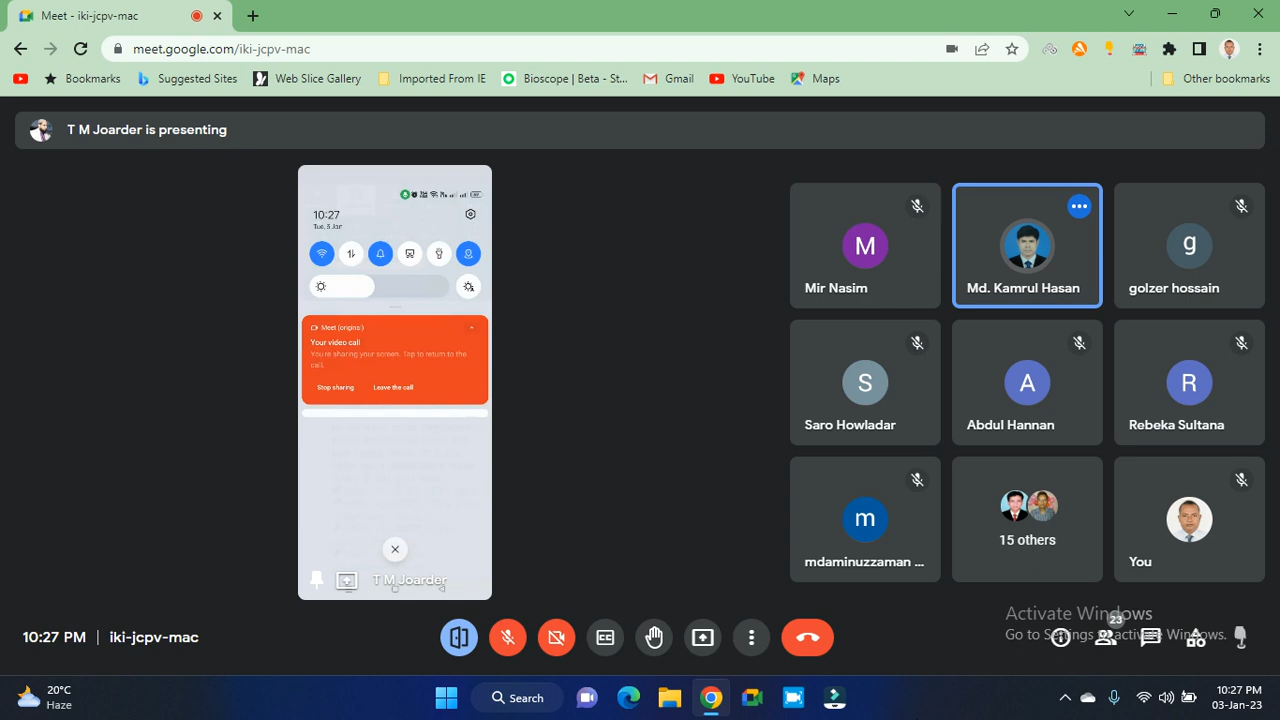 Meet - iki-jcpv-mac
meet.google.com/iki-jcpv-mac
Bookmarks
Suggested Sites
Web Slice Gallery
Imported From IE
Bioscope | Beta - St...
Gmail
YouTube
Maps
Other bookmarks
T M Joarder is presenting
10:27
Tue, 3 Jan
Meet (original)
Your video call
You're sharing your screen. Tap to return to the
call.
Stop sharing
Leave the call
T M Joarder
M
Mir Nasim
Md. Kamrul Hasan
g
golzer hossain
S
Saro Howladar
A
Abdul Hannan
R
Rebeka Sultana
m
mdaminuzzaman ...
15 others
You
Activate Windows
Go to Settings to activate Windows.
10:27 PM | iki-jcpv-mac
23
20°C
Haze
Search
10:27 PM
03-Jan-23